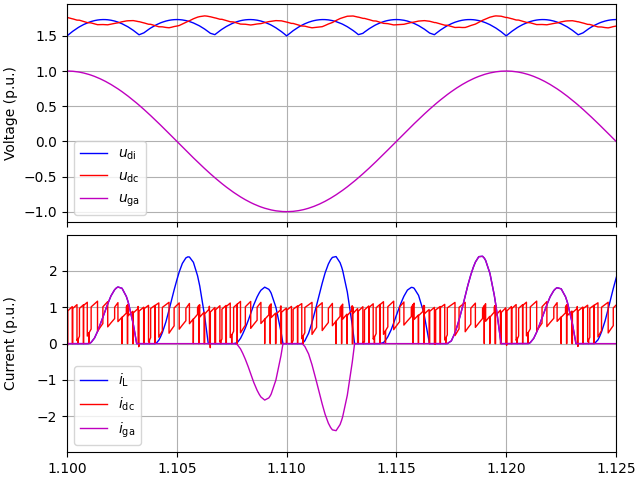 1.5
1.0
0.5
0.0
−0.5
−1.0
Voltage (p.u.)
u_di
u_dc
u_ga
2
1
0
−1
−2
Current (p.u.)
i_L
i_dc
i_ga
1.100 1.105 1.110 1.115 1.120 1.125